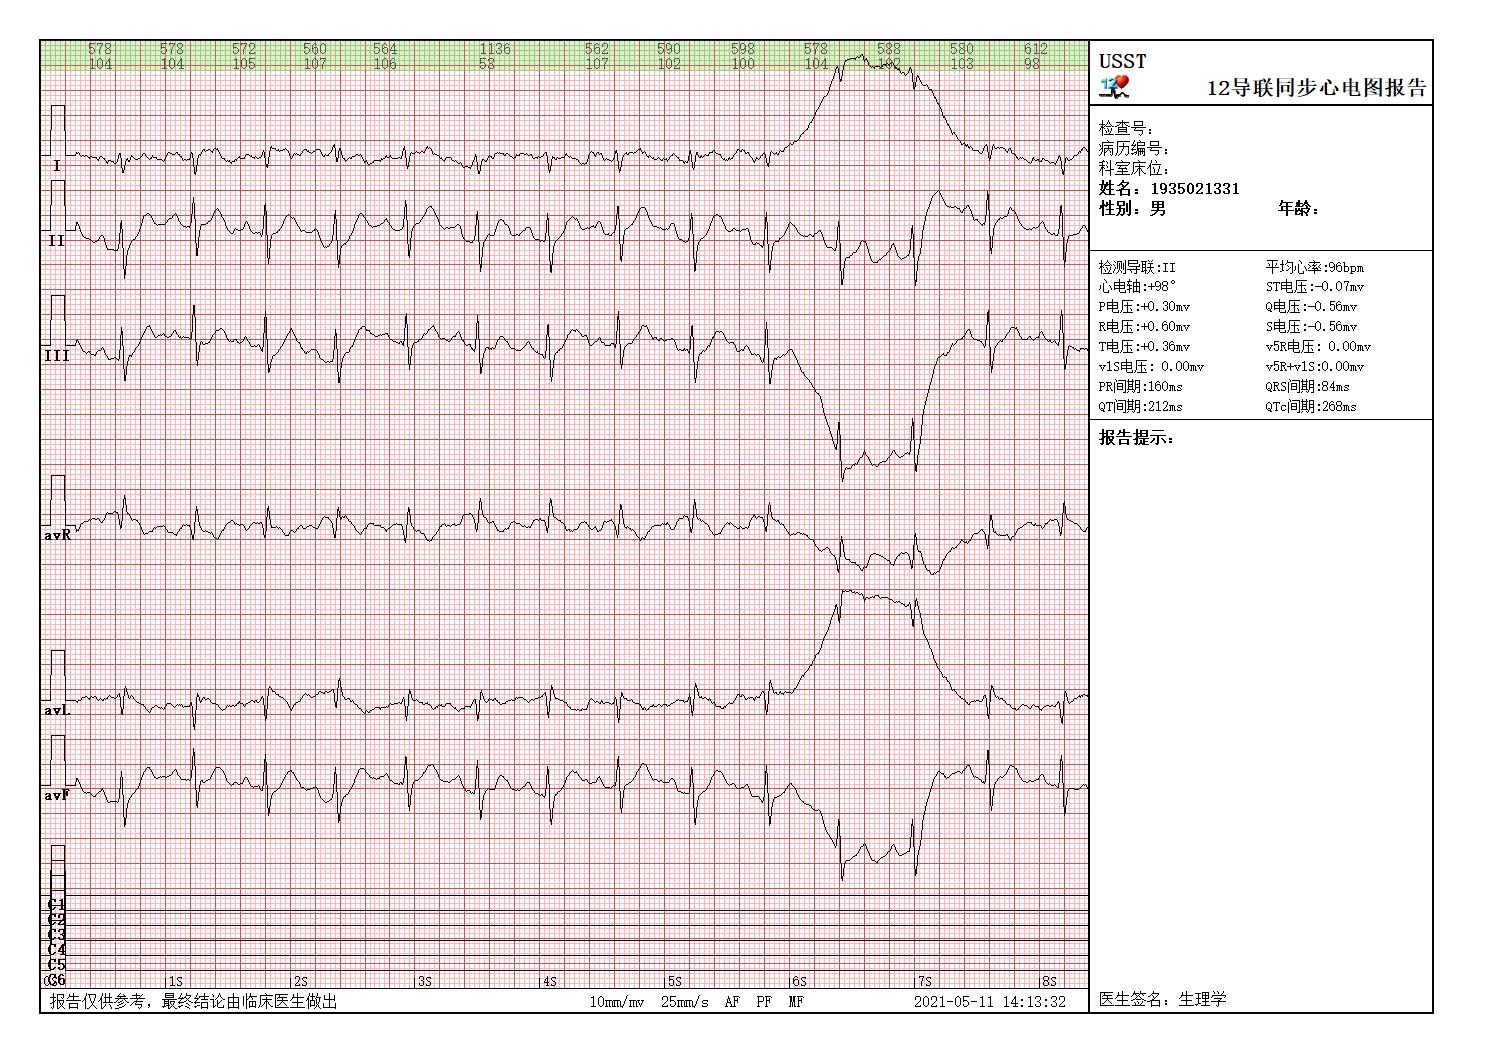 578 578 572 560 564 1136 562 590 598 578 588 580 612
104 104 105 107 106 53 107 102 100 104 102 103 98
I
II
III
avR
avL
avF
C1
C2
C3
C4
C5
C6
1S 2S 3S 4S 5S 6S 7S 8S
报告仅供参考，最终结论由临床医生做出 10mm/mv 25mm/s AF PF MF 2021-05-11 14:13:32
USST
12
12导联同步心电图报告
检查号：
病历编号：
科室床位：
姓名：1935021331
性别：男 年龄：
检测导联:II 平均心率:96bpm
心电轴:+98° ST电压:-0.07mv
P电压:+0.30mv Q电压:-0.56mv
R电压:+0.60mv S电压:-0.56mv
T电压:+0.36mv v5R电压: 0.00mv
v1S电压: 0.00mv v5R+v1S:0.00mv
PR间期:160ms QRS间期:84ms
QT间期:212ms QTc间期:268ms
报告提示：
医生签名：生理学